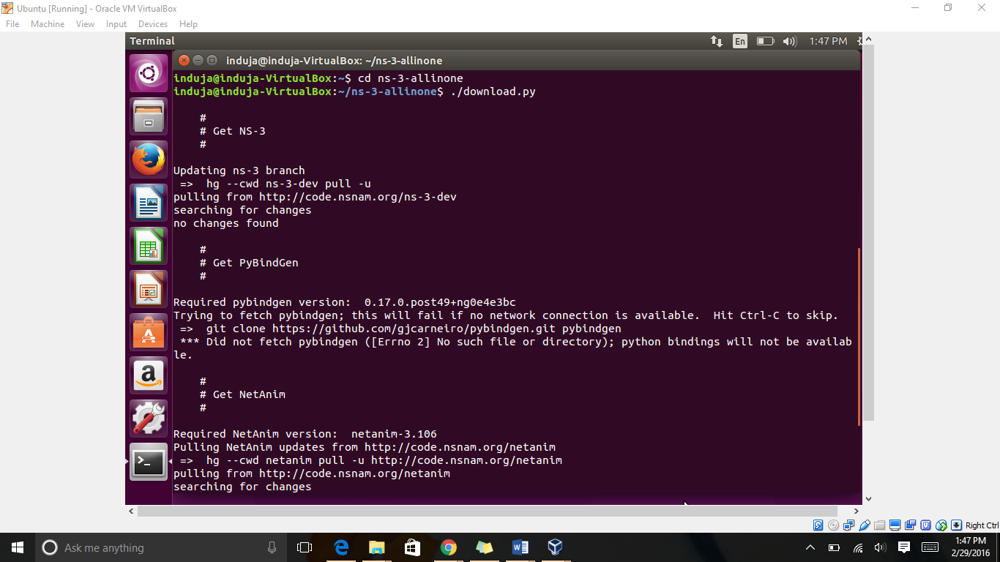 Ubuntu [Running] - Oracle VM VirtualBox
File Machine View Input Devices Help
Terminal
En
1:47 PM
induja@induja-VirtualBox: ~/ns-3-allinone
induja@induja-VirtualBox:~$ cd ns-3-allinone
induja@induja-VirtualBox:~/ns-3-allinone$ ./download.py
#
# Get NS-3
#
Updating ns-3 branch
=> hg --cwd ns-3-dev pull -u
pulling from http://code.nsnam.org/ns-3-dev
searching for changes
no changes found
#
# Get PyBindGen
#
Required pybindgen version: 0.17.0.post49+ng0e4e3bc
Trying to fetch pybindgen; this will fail if no network connection is available. Hit Ctrl-C to skip.
=> git clone https://github.com/gjcarneiro/pybindgen.git pybindgen
*** Did not fetch pybindgen ([Errno 2] No such file or directory); python bindings will not be availab
le.
#
# Get NetAnim
#
Required NetAnim version: netanim-3.106
Pulling NetAnim updates from http://code.nsnam.org/netanim
=> hg --cwd netanim pull -u http://code.nsnam.org/netanim
pulling from http://code.nsnam.org/netanim
searching for changes
Right Ctrl
Ask me anything
1:47 PM
2/29/2016